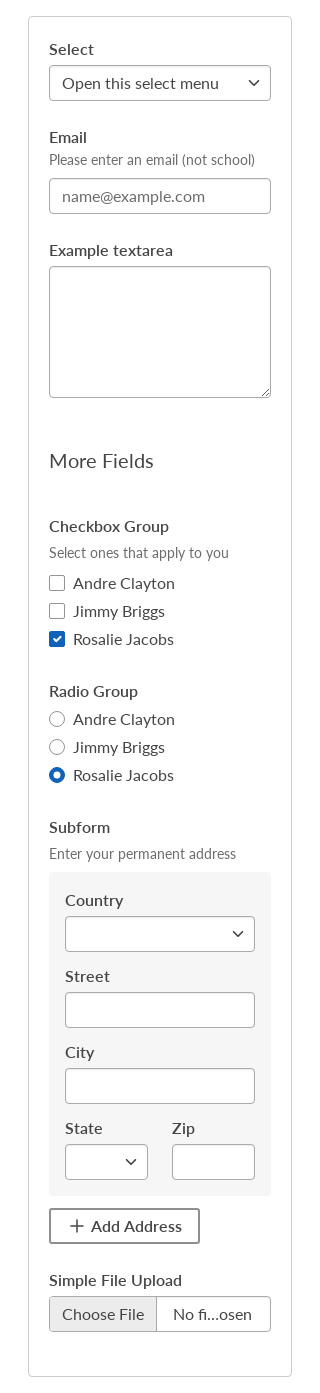 Select
Open this select menu
Email
Please enter an email (not school)
name@example.com
Example textarea
More Fields
Checkbox Group
Select ones that apply to you
Andre Clayton
Jimmy Briggs
Rosalie Jacobs
Radio Group
Andre Clayton
Jimmy Briggs
Rosalie Jacobs
Subform
Enter your permanent address
Country
Street
City
State Zip
Add Address
Simple File Upload
Choose File No fi...osen